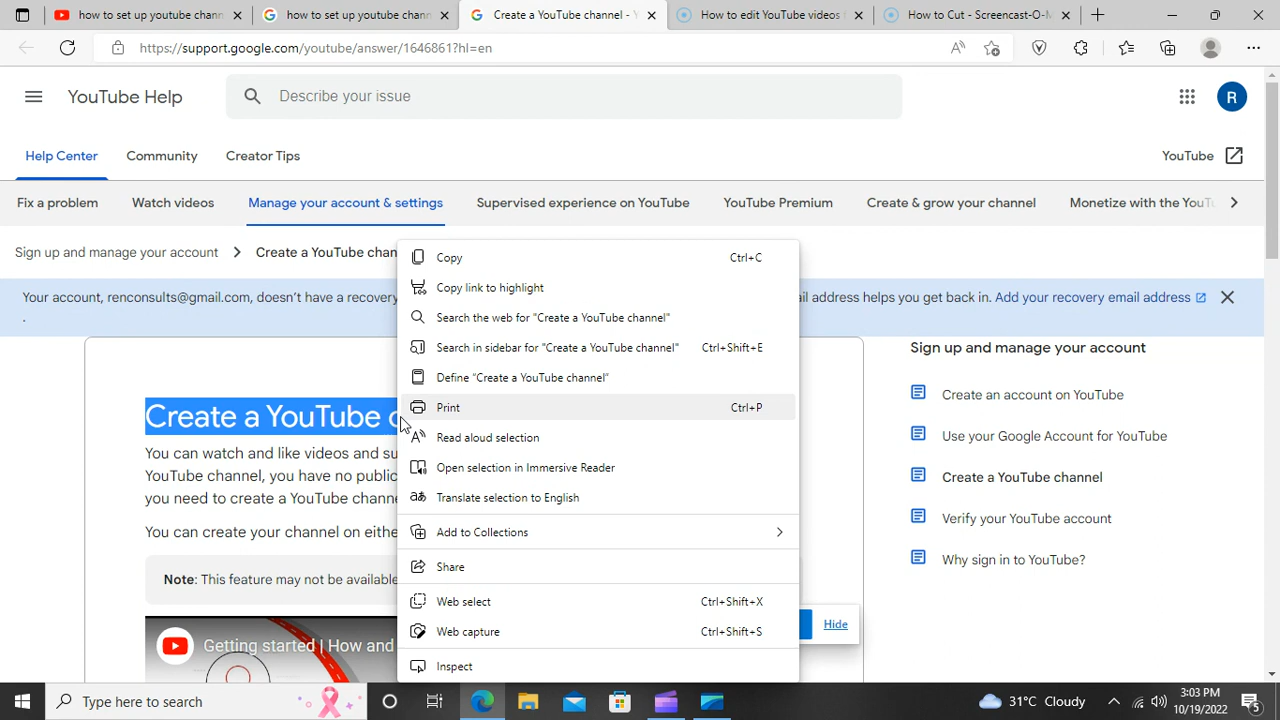 how to set up youtube chann
how to set up youtube chann
Create a YouTube channel - Y
How to edit YouTube videos f
How to Cut - Screencast-O-M
https://support.google.com/youtube/answer/1646861?hl=en
YouTube Help
Describe your issue
R
Help Center
Community
Creator Tips
YouTube
Fix a problem
Watch videos
Manage your account & settings
Supervised experience on YouTube
YouTube Premium
Create & grow your channel
Monetize with the YouTu
Sign up and manage your account
Create a YouTube chan
Your account, renconsults@gmail.com, doesn't have a recovery
il address helps you get back in. Add your recovery email address
.
Copy Ctrl+C
Copy link to highlight
Search the web for "Create a YouTube channel"
Search in sidebar for "Create a YouTube channel" Ctrl+Shift+E
Define "Create a YouTube channel"
Print Ctrl+P
Read aloud selection
Open selection in Immersive Reader
Translate selection to English
Add to Collections
Share
Web select Ctrl+Shift+X
Web capture Ctrl+Shift+S
Inspect
Create a YouTube c
You can watch and like videos and su
YouTube channel, you have no public
you need to create a YouTube channe
You can create your channel on eithe
Note: This feature may not be available
Getting started | How and
Hide
Sign up and manage your account
Create an account on YouTube
Use your Google Account for YouTube
Create a YouTube channel
Verify your YouTube account
Why sign in to YouTube?
Type here to search
31°C Cloudy
3:03 PM
10/19/2022
5